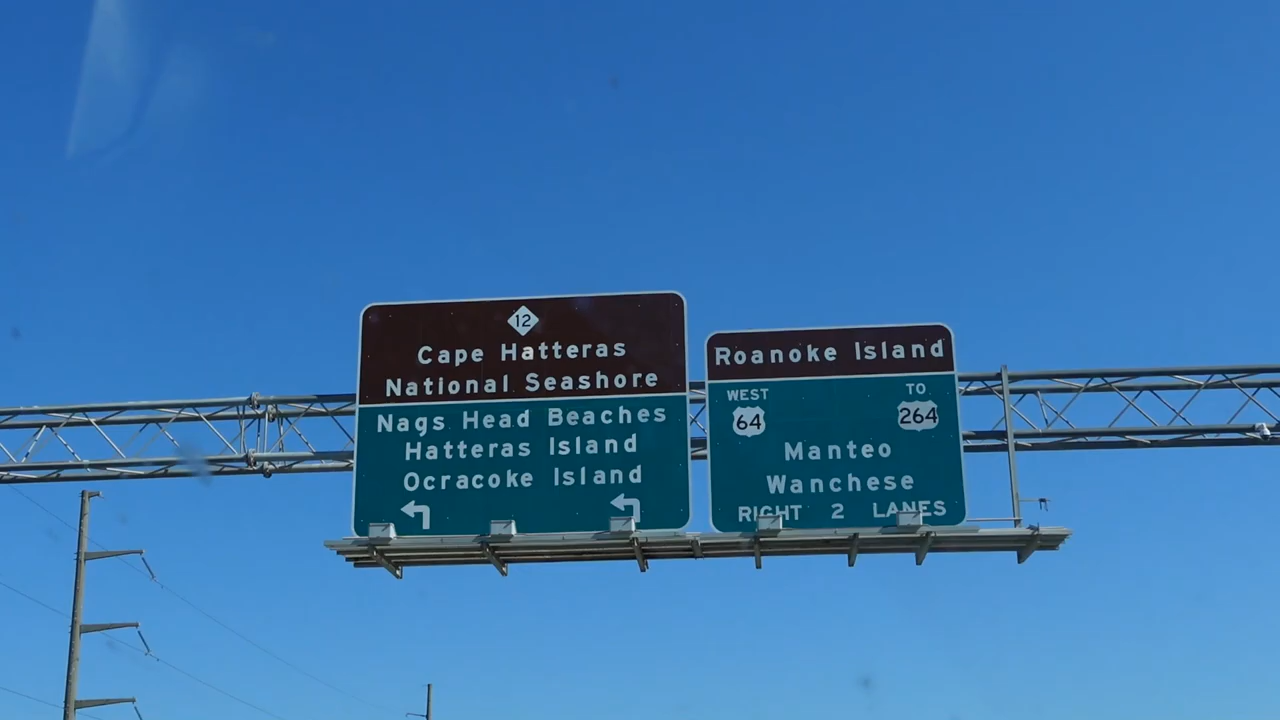 12
Cape Hatteras
National Seashore
Nags Head Beaches
Hatteras Island
Ocracoke Island
Roanoke Island
WEST TO
64 264
Manteo
Wanchese
RIGHT 2 LANES